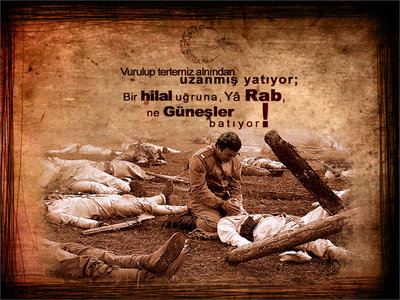 Vurulup tertemiz alnından
uzanmış yatıyor;
Bir hilal uğruna, Yâ Rab,
ne Güneşler
batıyor!